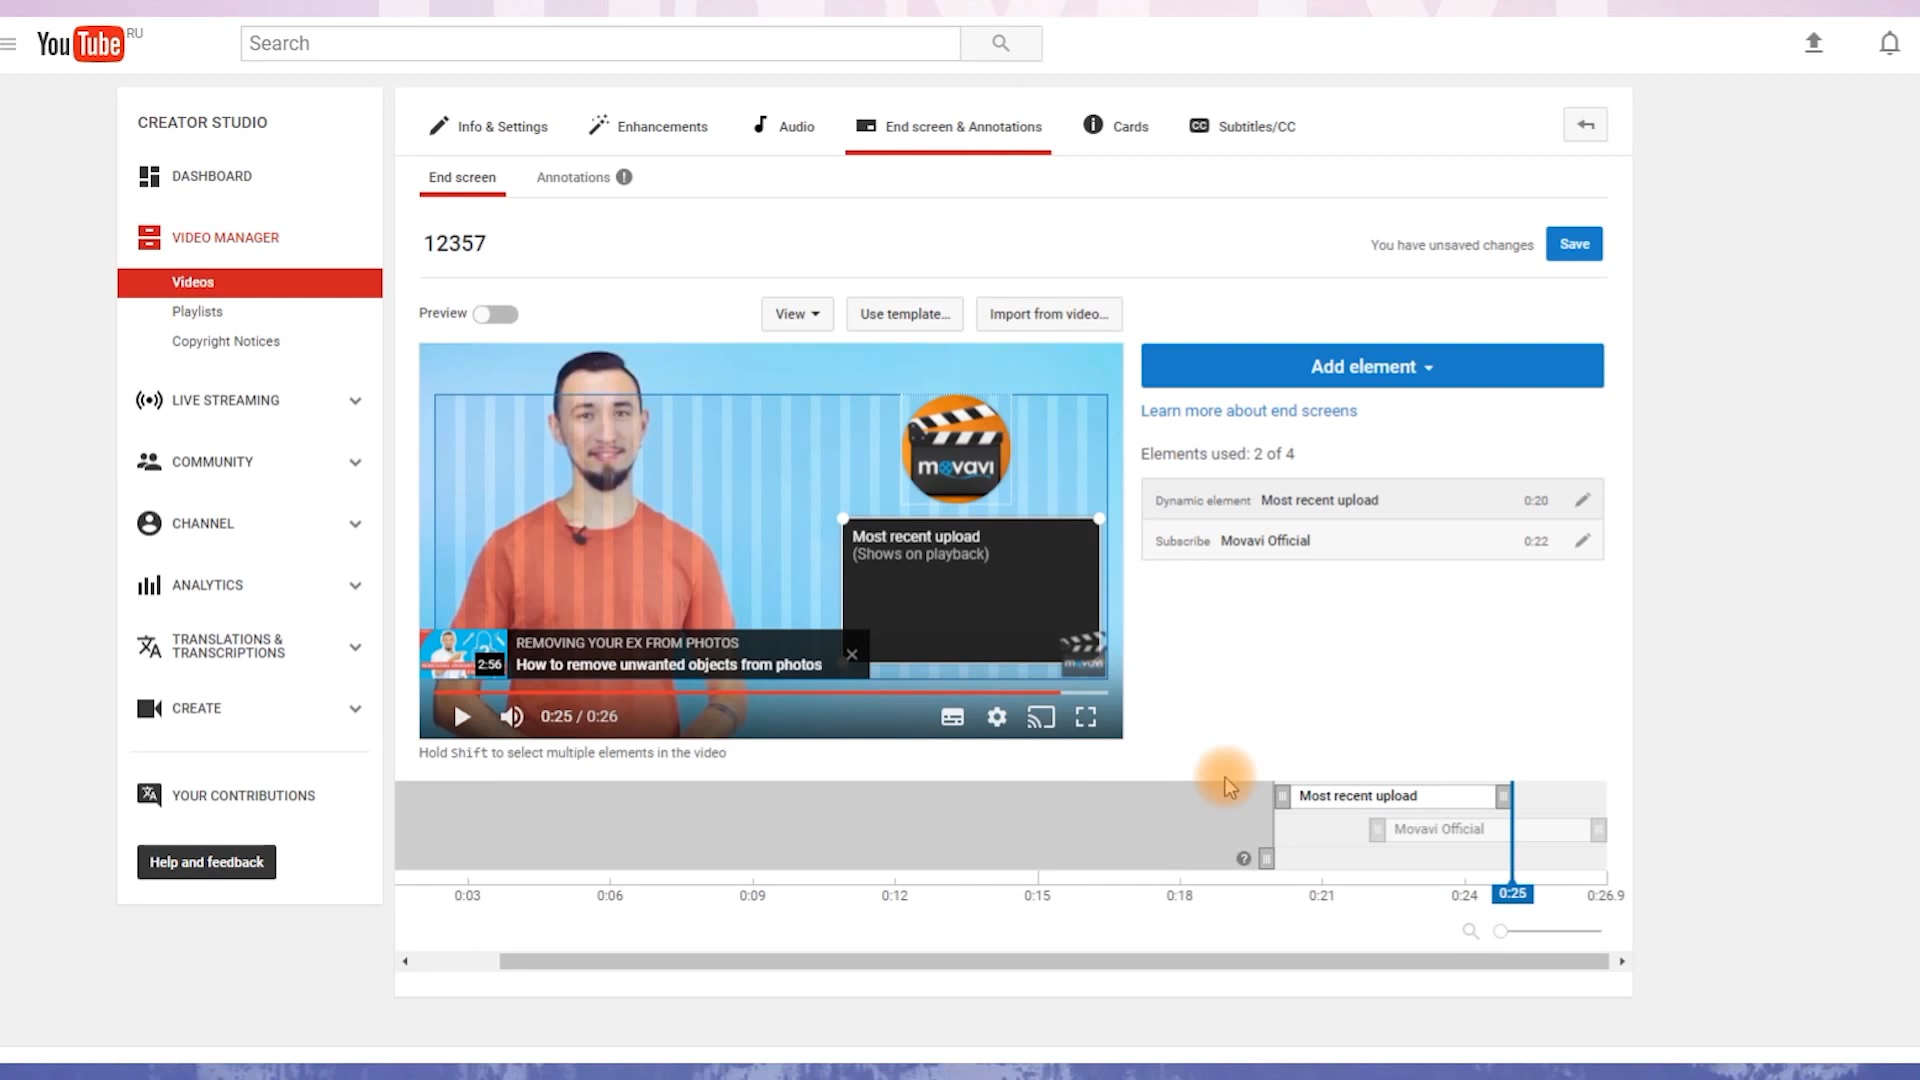 YouTube RU
Search
CREATOR STUDIO
DASHBOARD
VIDEO MANAGER
Videos
Playlists
Copyright Notices
LIVE STREAMING
COMMUNITY
CHANNEL
ANALYTICS
TRANSLATIONS &
TRANSCRIPTIONS
CREATE
YOUR CONTRIBUTIONS
Help and feedback
Info & Settings
Enhancements
Audio
End screen & Annotations
Cards
CC Subtitles/CC
End screen
Annotations !
12357
You have unsaved changes
Save
Preview
View
Use template...
Import from video...
movavi
Most recent upload
(Shows on playback)
REMOVING YOUR EX FROM PHOTOS
2:56
How to remove unwanted objects from photos
movavi
0:25 / 0:26
Hold Shift to select multiple elements in the video
Add element
Learn more about end screens
Elements used: 2 of 4
Dynamic element Most recent upload 0:20
Subscribe Movavi Official 0:22
Most recent upload
Movavi Official
?
0:03 0:06 0:09 0:12 0:15 0:18 0:21 0:24 0:25 0:26.9